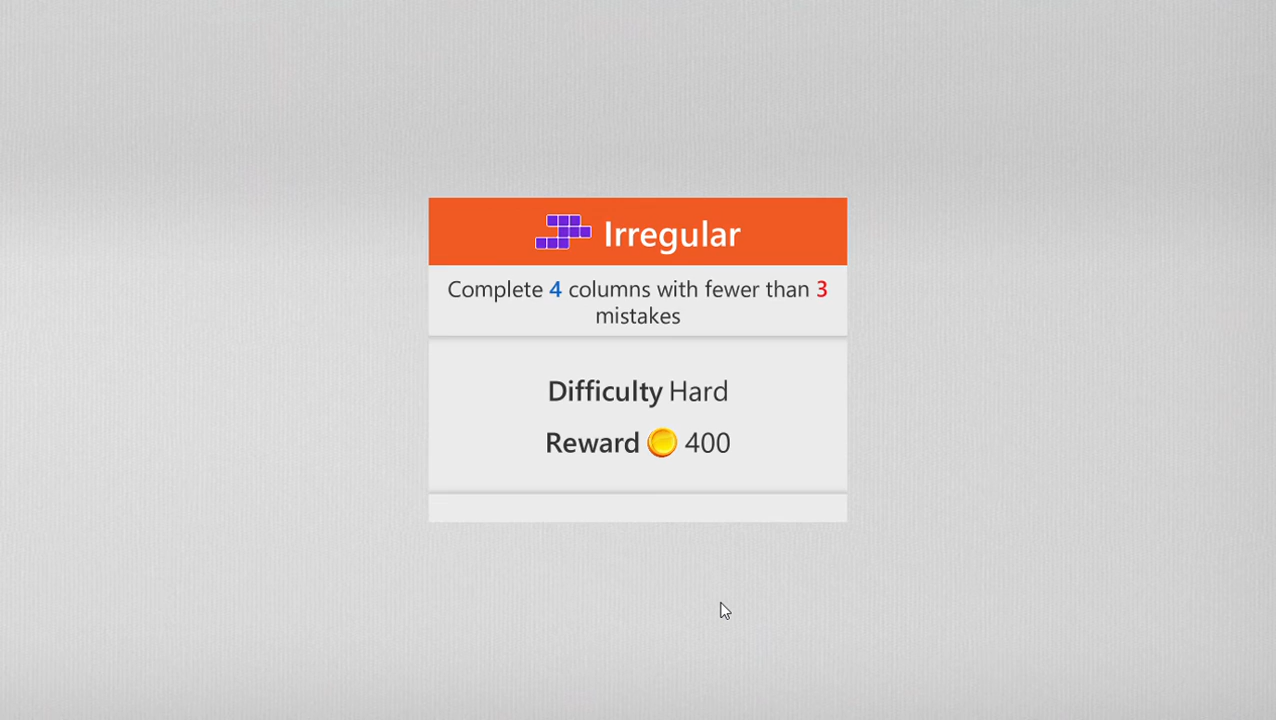 Irregular
Complete 4 columns with fewer than 3
mistakes
Difficulty Hard
Reward 400